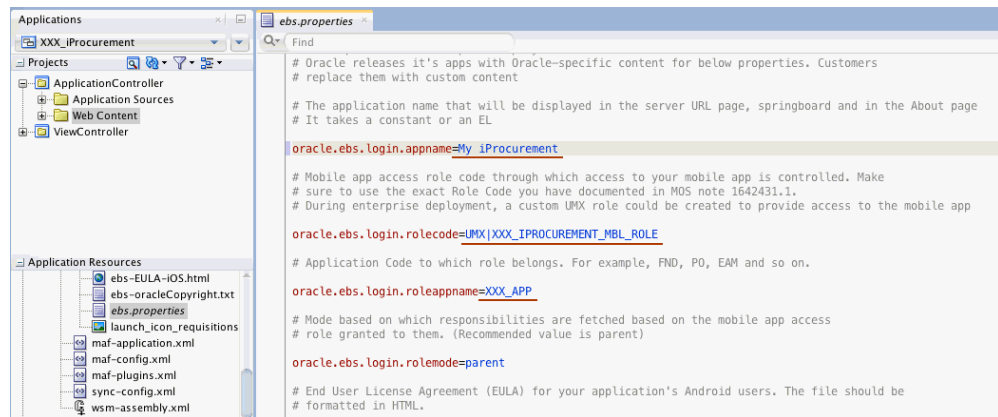 Applications
XXX_iProcurement
Projects
ApplicationController
Application Sources
Web Content
ViewController
Application Resources
ebs-EULA-iOS.html
ebs-oracleCopyright.txt
ebs.properties
launch_icon_requisitions
maf-application.xml
maf-config.xml
maf-plugins.xml
sync-config.xml
wsm-assembly.xml
ebs.properties
Find
# Oracle releases it's apps with Oracle-specific content for below properties. Customers
# replace them with custom content
# The application name that will be displayed in the server URL page, springboard and in the About page
# It takes a constant or an EL
oracle.ebs.login.appname=My iProcurement
# Mobile app access role code through which access to your mobile app is controlled. Make
# sure to use the exact Role Code you have documented in MOS note 1642431.1.
# During enterprise deployment, a custom UMX role could be created to provide access to the mobile app
oracle.ebs.login.rolecode=UMX|XXX_IPROCUREMENT_MBL_ROLE
# Application Code to which role belongs. For example, FND, PO, EAM and so on.
oracle.ebs.login.roleappname=XXX_APP
# Mode based on which responsibilities are fetched based on the mobile app access
# role granted to them. (Recommended value is parent)
oracle.ebs.login.rolemode=parent
# End User License Agreement (EULA) for your application's Android users. The file should be
# formatted in HTML.